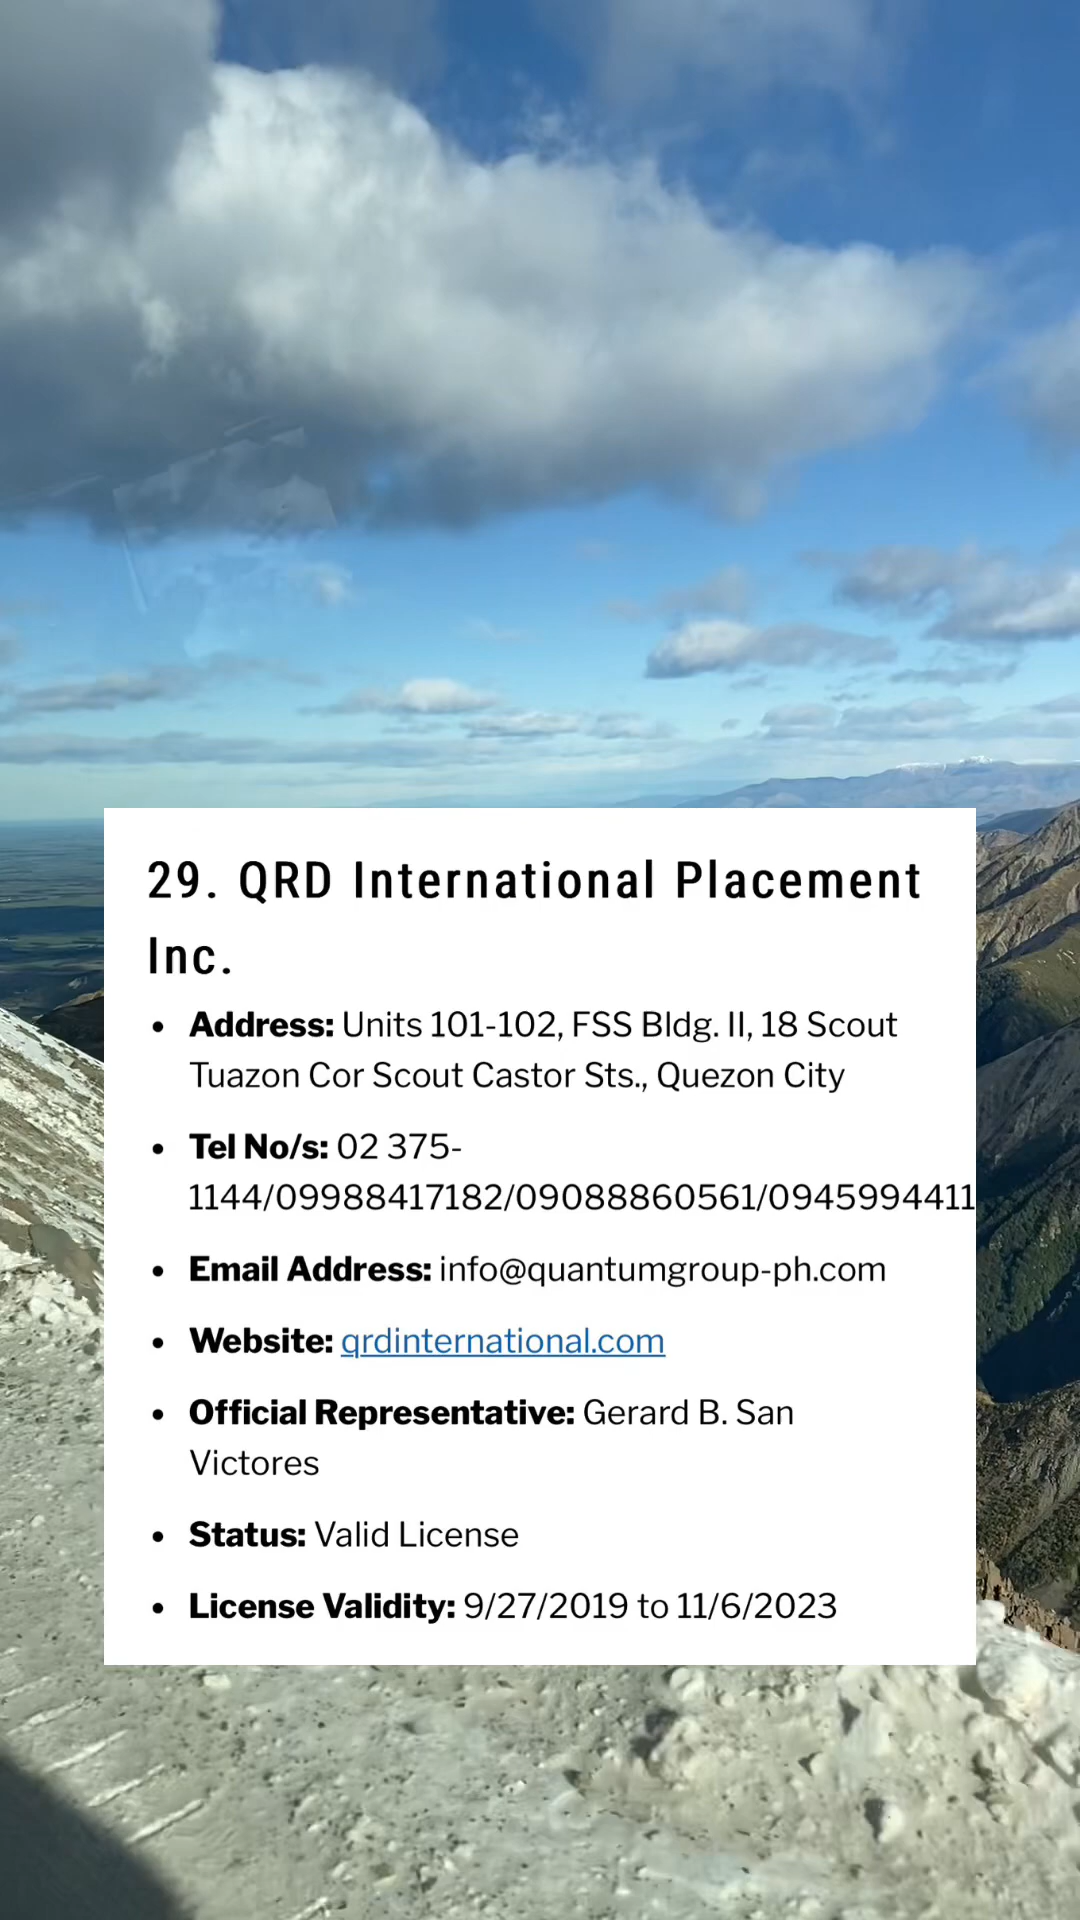 29. QRD International Placement
Inc.
• Address: Units 101-102, FSS Bldg. II, 18 Scout
Tuazon Cor Scout Castor Sts., Quezon City
• Tel No/s: 02 375-
1144/09988417182/09088860561/0945994411
• Email Address: info@quantumgroup-ph.com
• Website: qrdinternational.com
• Official Representative: Gerard B. San
Victores
• Status: Valid License
• License Validity: 9/27/2019 to 11/6/2023